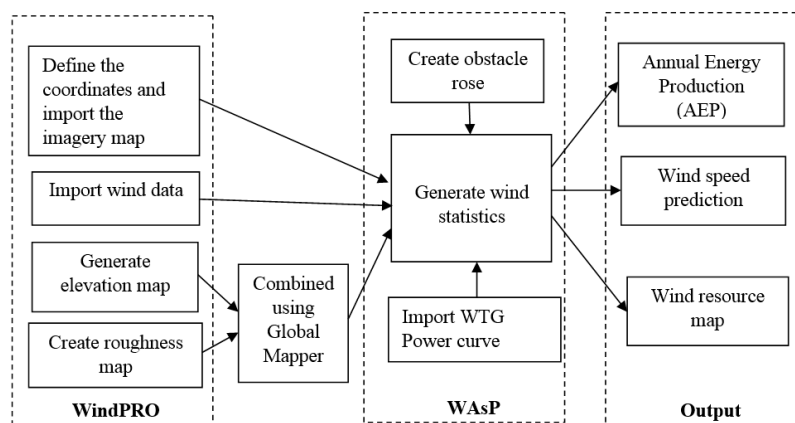 Define the
coordinates and
import the
imagery map
Import wind data
Generate
elevation map
Create roughness
map
WindPRO
Combined
using
Global
Mapper
Create obstacle
rose
Generate wind
statistics
Import WTG
Power curve
WAsP
Annual Energy
Production
(AEP)
Wind speed
prediction
Wind resource
map
Output